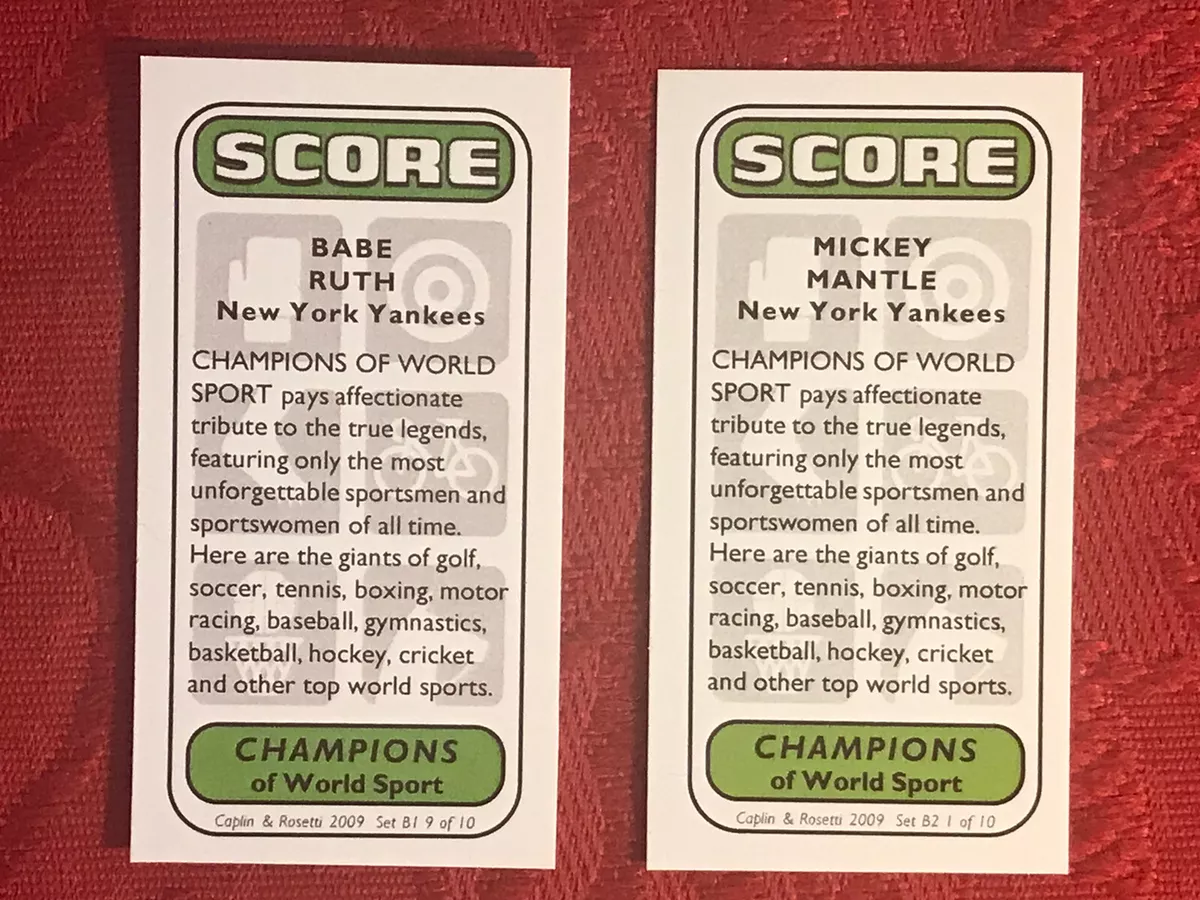 SCORE
BABE
RUTH
New York Yankees
CHAMPIONS OF WORLD
SPORT pays affectionate
tribute to the true legends,
featuring only the most
unforgettable sportsmen and
sportswomen of all time.
Here are the giants of golf,
soccer, tennis, boxing, motor
racing, baseball, gymnastics,
basketball, hockey, cricket
and other top world sports.
CHAMPIONS
of World Sport
Caplin & Rosetti 2009 Set B1 9 of 10
SCORE
MICKEY
MANTLE
New York Yankees
CHAMPIONS OF WORLD
SPORT pays affectionate
tribute to the true legends,
featuring only the most
unforgettable sportsmen and
sportswomen of all time.
Here are the giants of golf,
soccer, tennis, boxing, motor
racing, baseball, gymnastics,
basketball, hockey, cricket
and other top world sports.
CHAMPIONS
of World Sport
Caplin & Rosetti 2009 Set B2 1 of 10